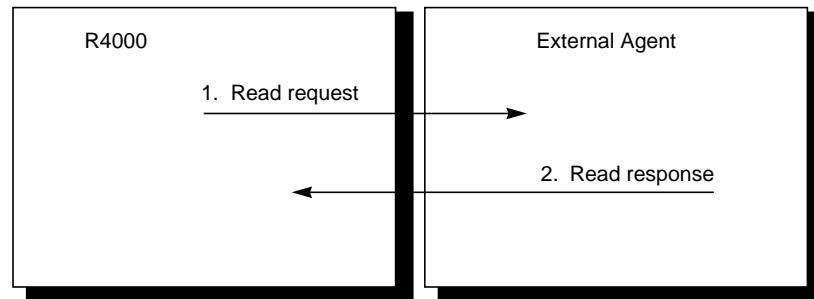 R4000
External Agent
1. Read request
2. Read response